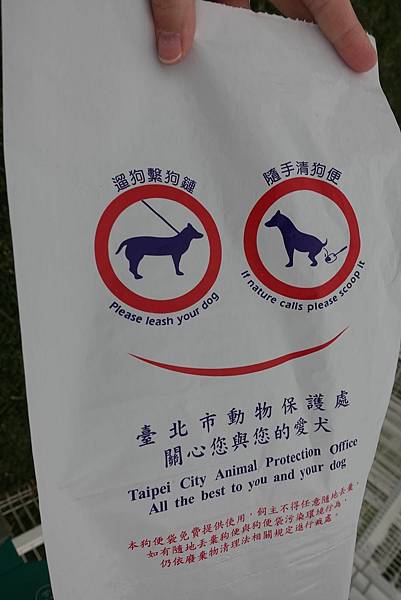 遛狗繫狗鏈
隨手清狗便
Please leash your dog
If nature calls please scoop it
臺北市動物保護處
關心您與您的愛犬
Taipei City Animal Protection Office
All the best to you and your dog
本狗便袋免費提供使用，飼主不得任意隨地丟棄，
如有隨地丟棄狗便與狗便袋污染環境行為，
仍依廢棄物清理法相關規定進行裁處。